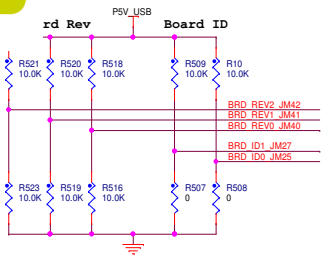 P5V_USB
rd Rev Board ID
R521 R520 R518 R509 R10
10.0K 10.0K 10.0K 10.0K 10.0K
BRD_REV2_JM42
BRD_REV1_JM41
BRD_REV0_JM40
BRD_ID1_JM27
BRD_ID0_JM25
R523 R519 R516 R507 R508
10.0K 10.0K 10.0K 0 0